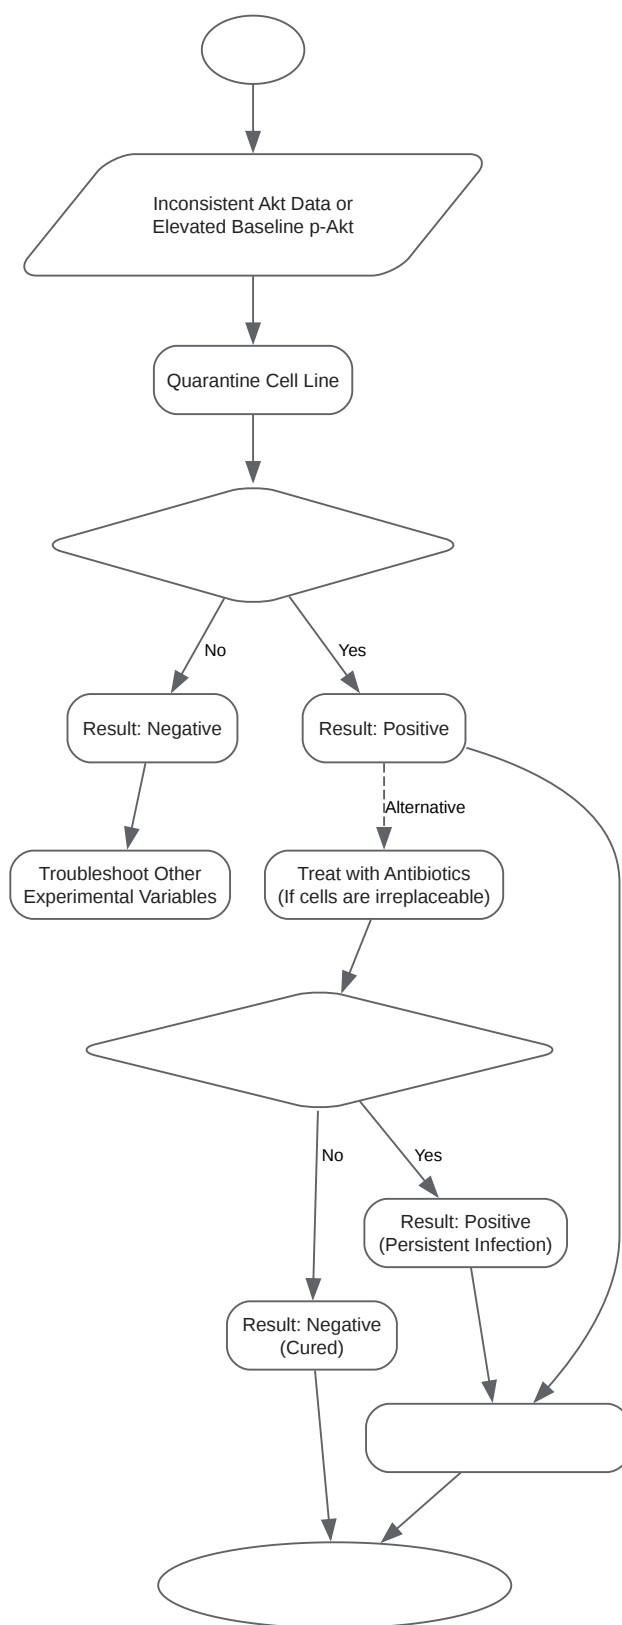 Inconsistent Akt Data or
Elevated Baseline p-Akt
Quarantine Cell Line
No
Yes
Result: Negative
Result: Positive
Alternative
Troubleshoot Other
Experimental Variables
Treat with Antibiotics
(If cells are irreplaceable)
No
Yes
Result: Positive
(Persistent Infection)
Result: Negative
(Cured)